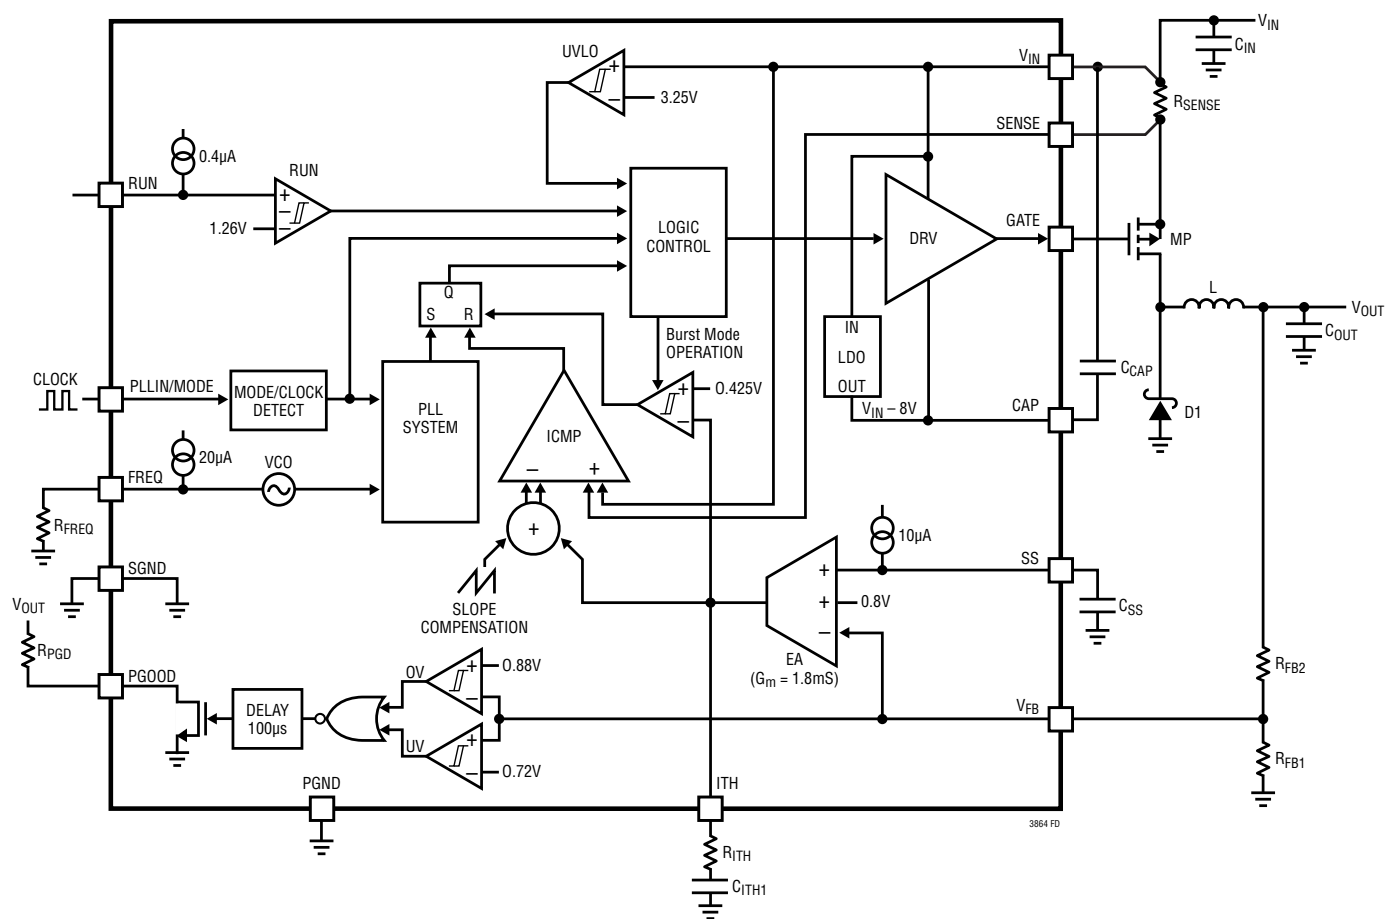 VIN
CIN
UVLO
+
–
3.25V
VIN
RSENSE
SENSE
0.4µA
RUN
RUN
+
–
–
1.26V
LOGIC
CONTROL
DRV
GATE
MP
Q
S R
Burst Mode
OPERATION
IN
LDO
OUT
L
VOUT
COUT
CLOCK
PLLIN/MODE
MODE/CLOCK
DETECT
PLL
SYSTEM
ICMP
– +
+
–
0.425V
VIN – 8V
CAP
CCAP
D1
20µA
FREQ
VCO
RFREQ
+
SLOPE
COMPENSATION
10µA
SS
CSS
+
+
–
0.8V
EA
(Gm = 1.8mS)
SGND
VOUT
RPGD
PGOOD
DELAY
100µs
OV
+
–
0.88V
UV
+
–
0.72V
VFB
RFB2
RFB1
PGND
ITH
3864 FD
RITH
CITH1